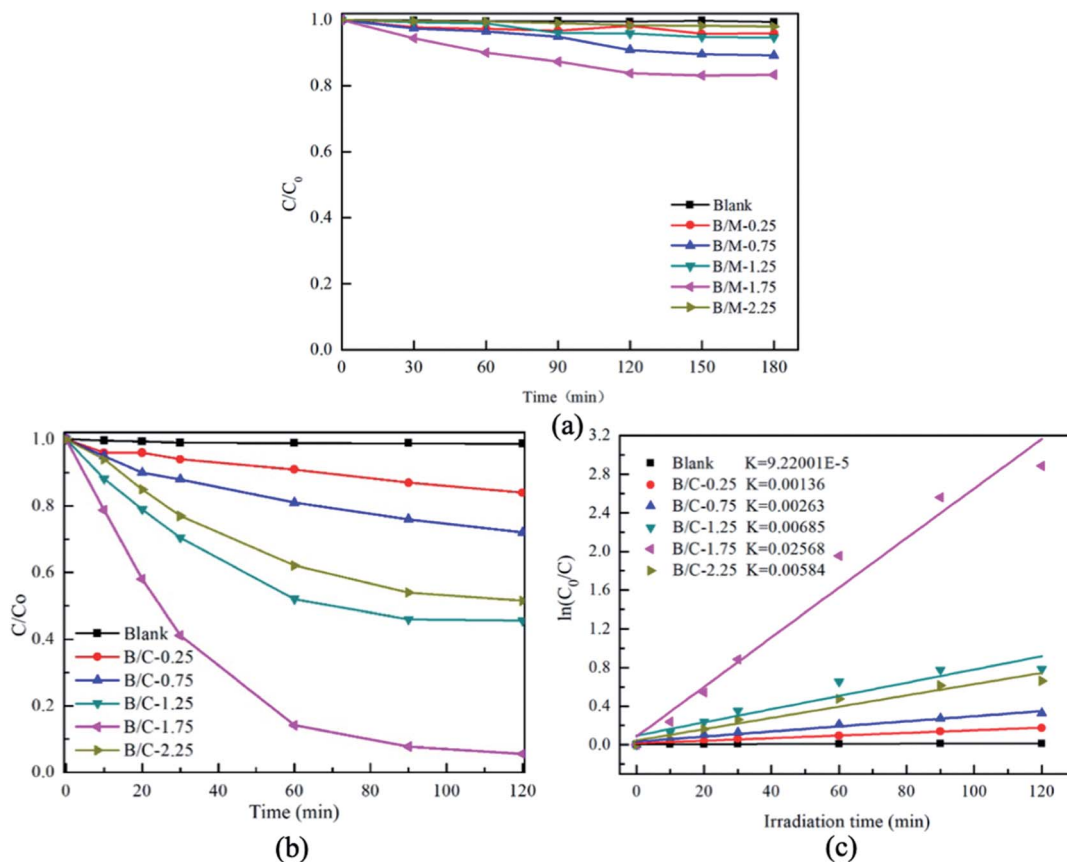 1.0
0.8
0.6
0.4
0.2
0.0
C/C₀
Blank
B/M-0.25
B/M-0.75
B/M-1.25
B/M-1.75
B/M-2.25
0 30 60 90 120 150 180
Time (min)
(a)
1.0
0.8
0.6
0.4
0.2
0.0
C/Co
Blank
B/C-0.25
B/C-0.75
B/C-1.25
B/C-1.75
B/C-2.25
0 20 40 60 80 100 120
Time (min)
(b)
3.2
2.8
2.4
2.0
1.6
1.2
0.8
0.4
0.0
ln(C₀/C)
Blank K=9.22001E-5
B/C-0.25 K=0.00136
B/C-0.75 K=0.00263
B/C-1.25 K=0.00685
B/C-1.75 K=0.02568
B/C-2.25 K=0.00584
0 20 40 60 80 100 120
Irradiation time (min)
(c)